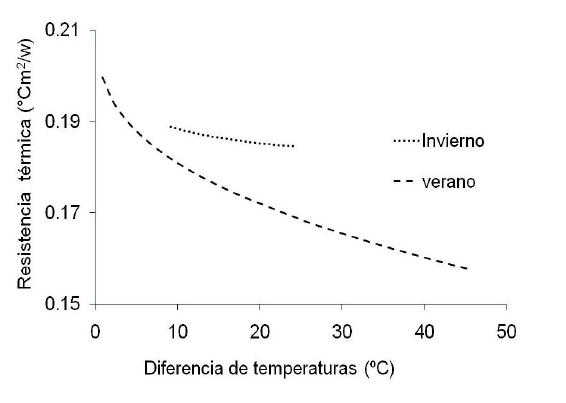 0.21
0.19
0.17
0.15
Resistencia térmica (°Cm²/w)
Invierno
verano
0 10 20 30 40 50
Diferencia de temperaturas (ºC)